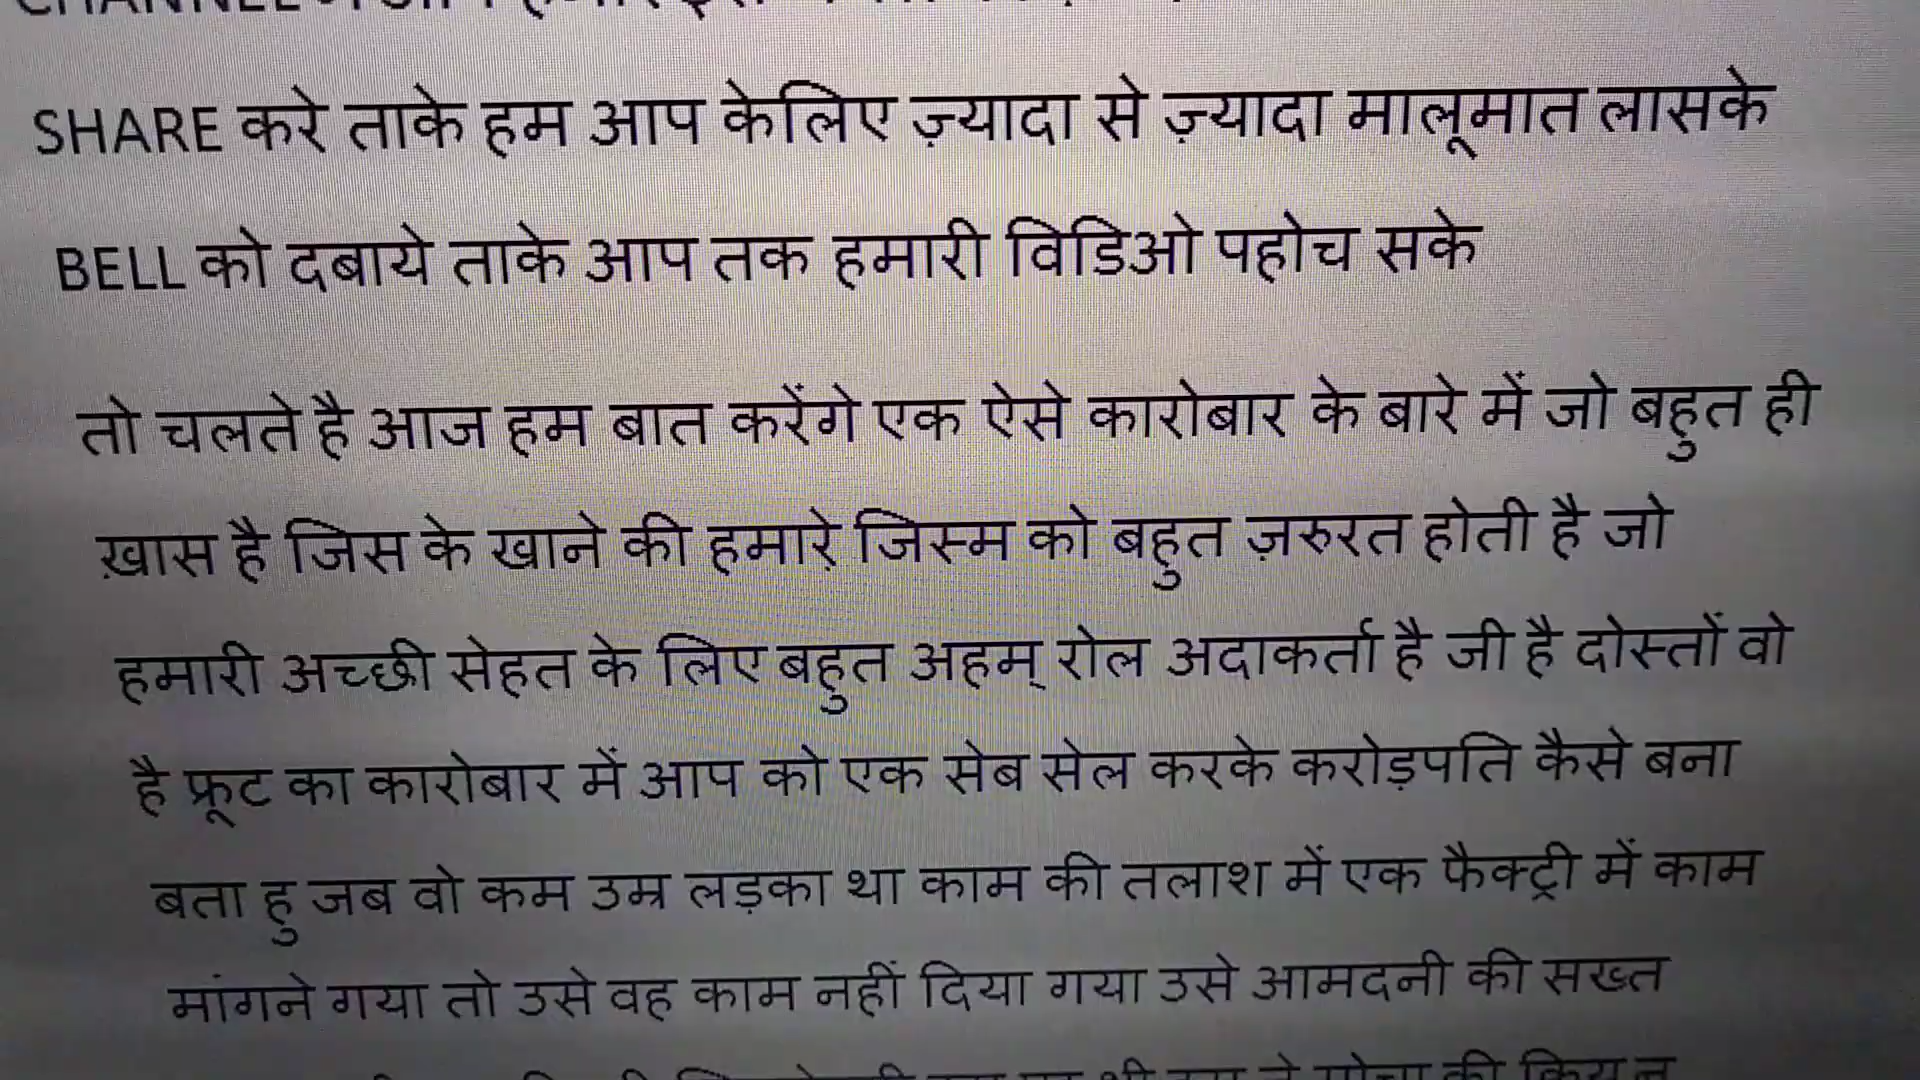 SHARE करे ताके हम आप केलिए ज़्यादा से ज़्यादा मालूमात लासके
BELL को दबाये ताके आप तक हमारी विडिओ पहोच सके
तो चलते है आज हम बात करेंगे एक ऐसे कारोबार के बारे में जो बहुत ही
ख़ास है जिस के खाने की हमारे़ जिस्म को बहुत ज़रुरत होती है जो
हमारी अच्छी सेहत के लिए बहुत अहम् रोल अदाकर्ता है जी है दोस्तों वो
है फ्रूट का कारोबार में आप को एक सेब सेल करके करोड़पति कैसे बना
बता हु जब वो कम उम्र लड़का था काम की तलाश में एक फैक्ट्री में काम
मांगने गया तो उसे वह काम नहीं दिया गया उसे आमदनी की सख्त